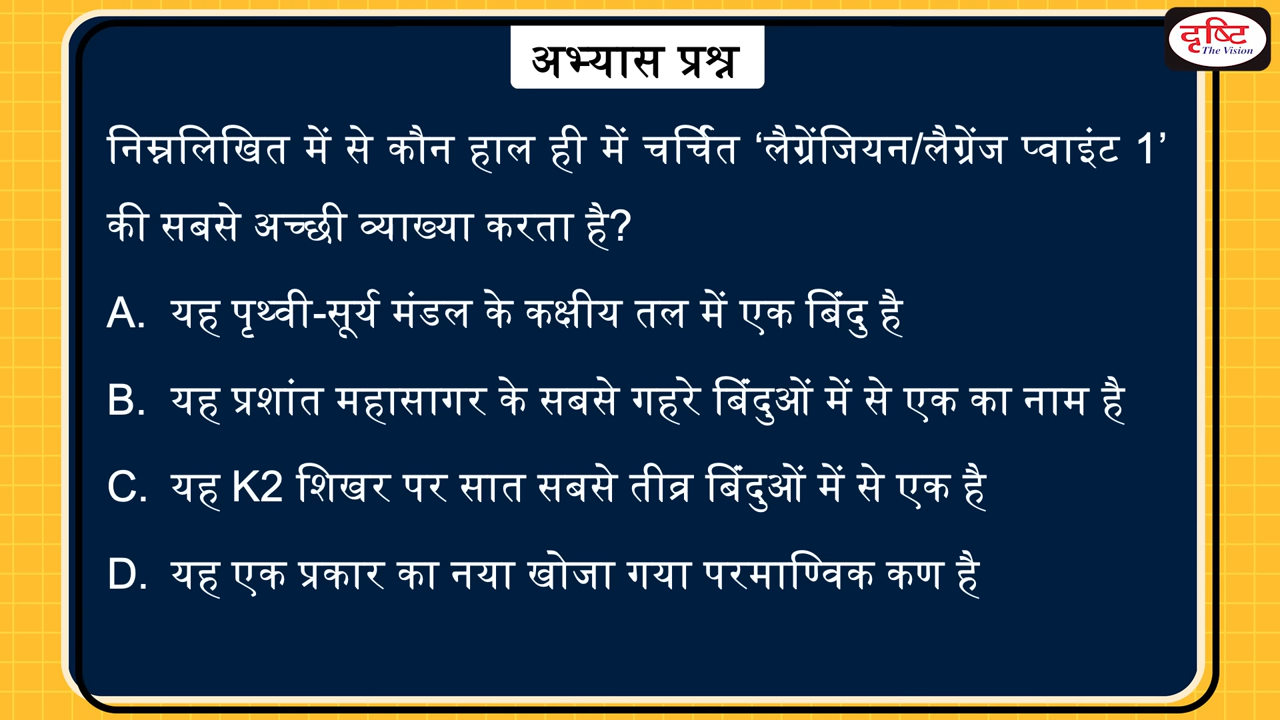 दृष्टि
The Vision
अभ्यास प्रश्न
निम्नलिखित में से कौन हाल ही में चर्चित ‘लैग्रेंजियन/लैग्रेंज प्वाइंट 1’
की सबसे अच्छी व्याख्या करता है?
A. यह पृथ्वी-सूर्य मंडल के कक्षीय तल में एक बिंदु है
B. यह प्रशांत महासागर के सबसे गहरे बिंदुओं में से एक का नाम है
C. यह K2 शिखर पर सात सबसे तीव्र बिंदुओं में से एक है
D. यह एक प्रकार का नया खोजा गया परमाण्विक कण है